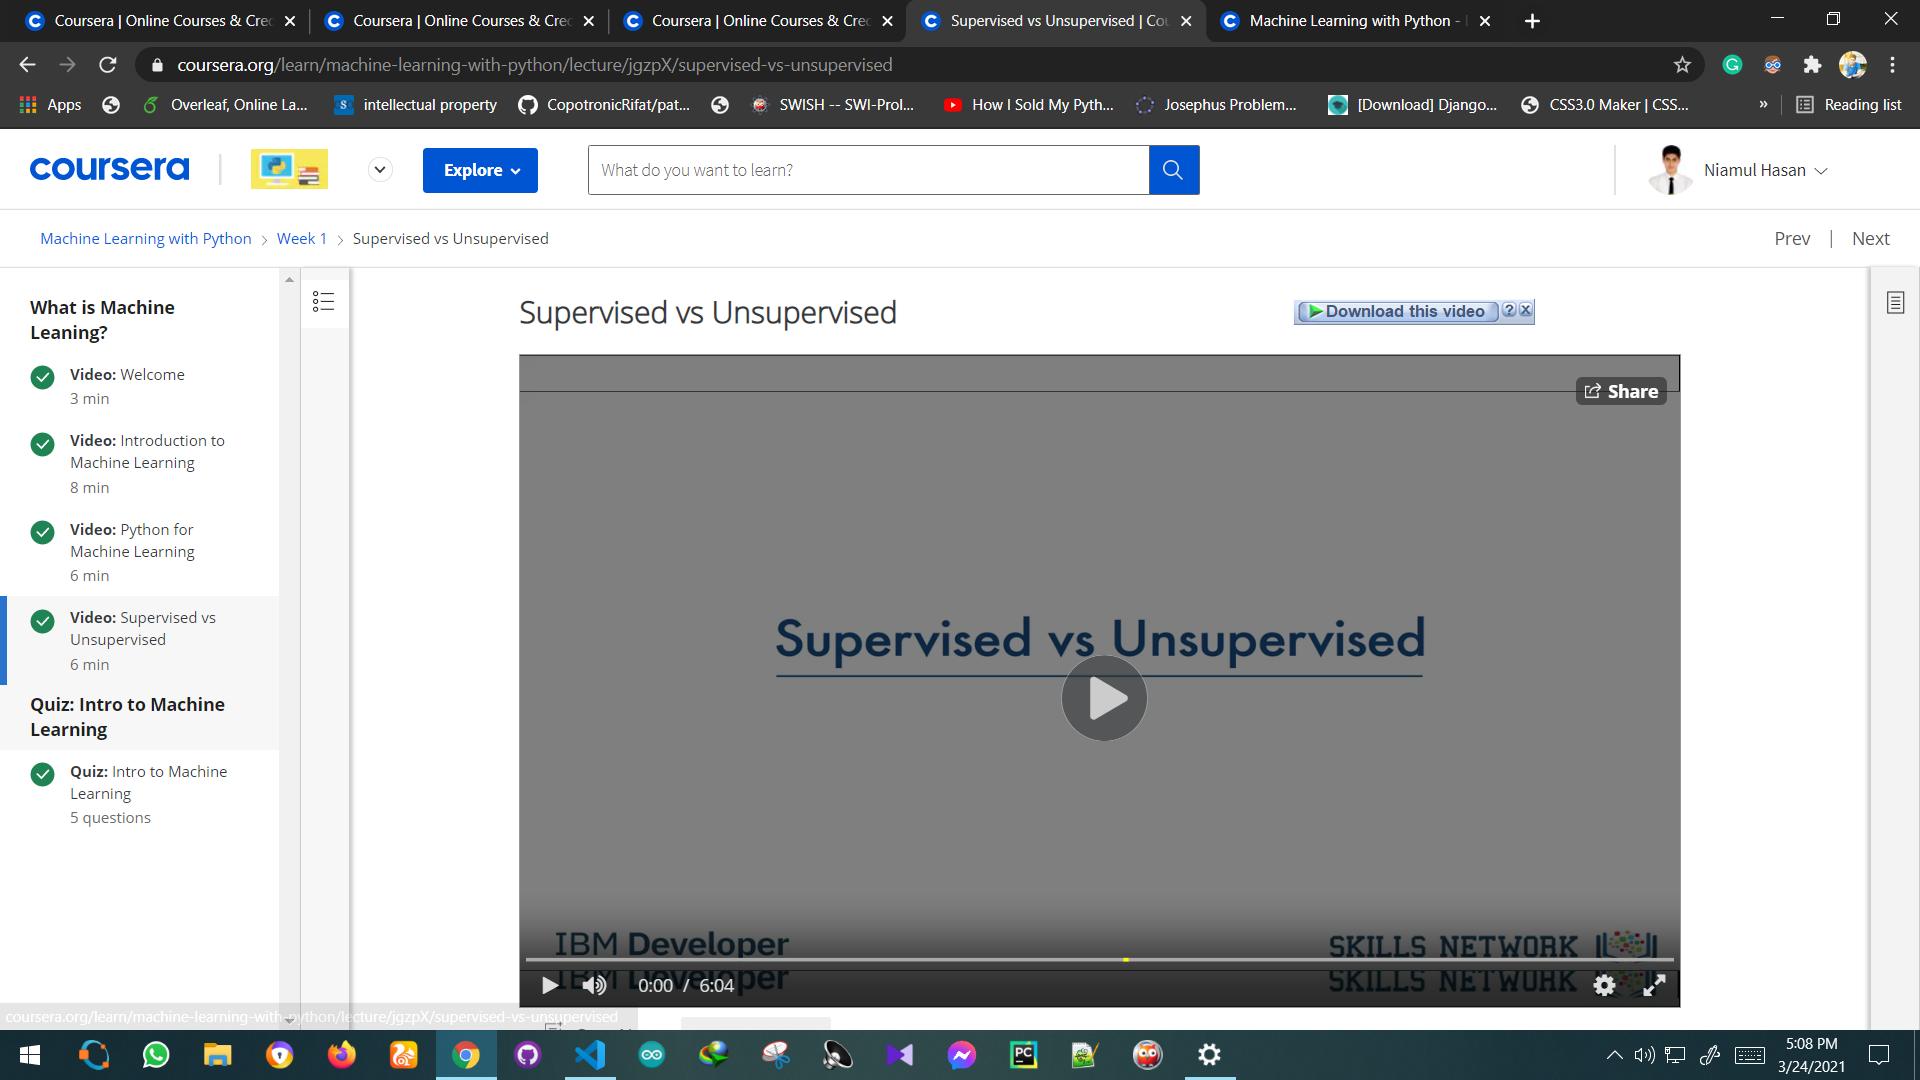 Coursera | Online Courses & Cred
Coursera | Online Courses & Cred
Coursera | Online Courses & Cred
Supervised vs Unsupervised | Cou
Machine Learning with Python -
coursera.org/learn/machine-learning-with-python/lecture/jgzpX/supervised-vs-unsupervised
Apps
Overleaf, Online La...
intellectual property
CopotronicRifat/pat...
SWISH -- SWI-Prol...
How I Sold My Pyth...
Josephus Problem...
[Download] Django...
CSS3.0 Maker | CSS...
»
Reading list
coursera
Explore
What do you want to learn?
Niamul Hasan
Machine Learning with Python > Week 1 > Supervised vs Unsupervised
Prev | Next
What is Machine
Leaning?
Video: Welcome
3 min
Video: Introduction to
Machine Learning
8 min
Video: Python for
Machine Learning
6 min
Video: Supervised vs
Unsupervised
6 min
Quiz: Intro to Machine
Learning
Quiz: Intro to Machine
Learning
5 questions
Supervised vs Unsupervised
Download this video
Share
Supervised vs Unsupervised
IBM Developer
SKILLS NETWORK
IBM Developer
SKILLS NETWORK
0:00 / 6:04
coursera.org/learn/machine-learning-with-python/lecture/jgzpX/supervised-vs-unsupervised
5:08 PM
3/24/2021